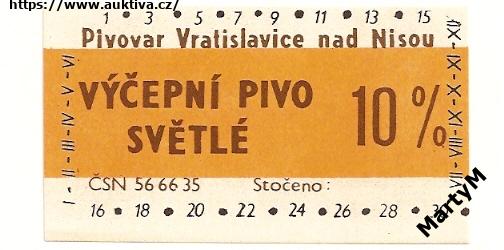 https://www.auktiva.cz/
1 3 5 7 9 11 13 15
Pivovar Vratislavice nad Nisou
I - II - III - IV - V - VI
VÝČEPNÍ PIVO
SVĚTLÉ
10 %
VII - VIII - IX - X - XI - XII
ČSN 56 66 35 Stočeno:
16 • 18 • 20 • 22 • 24 • 26 • 28 •
MartyM